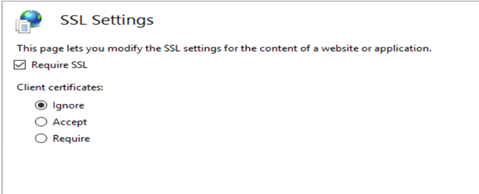 SSL Settings
This page lets you modify the SSL settings for the content of a website or application.
Require SSL
Client certificates:
Ignore
Accept
Require